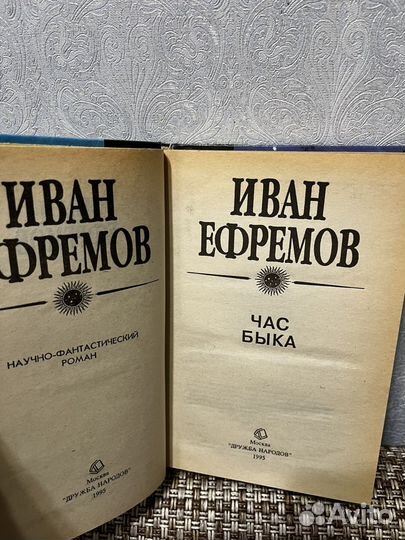 ИВАН
ЕФРЕМОВ
НАУЧНО-ФАНТАСТИЧЕСКИЙ
РОМАН
Москва
"ДРУЖБА НАРОДОВ"
1995
ИВАН
ЕФРЕМОВ
ЧАС
БЫКА
Москва
"ДРУЖБА НАРОДОВ"
1995
Avito